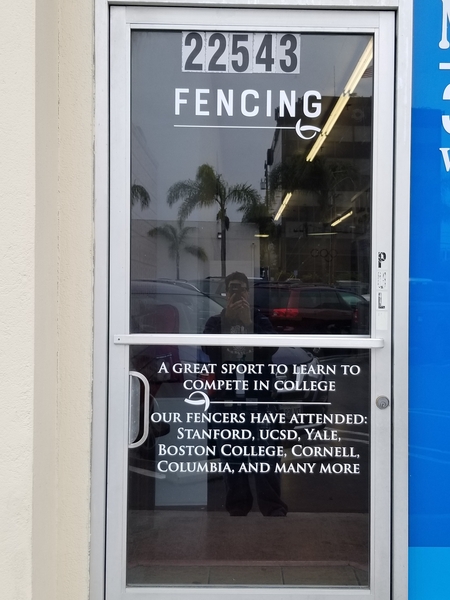 22543
FENCING
A GREAT SPORT TO LEARN TO
COMPETE IN COLLEGE
OUR FENCERS HAVE ATTENDED:
STANFORD, UCSD, YALE,
BOSTON COLLEGE, CORNELL,
COLUMBIA, AND MANY MORE